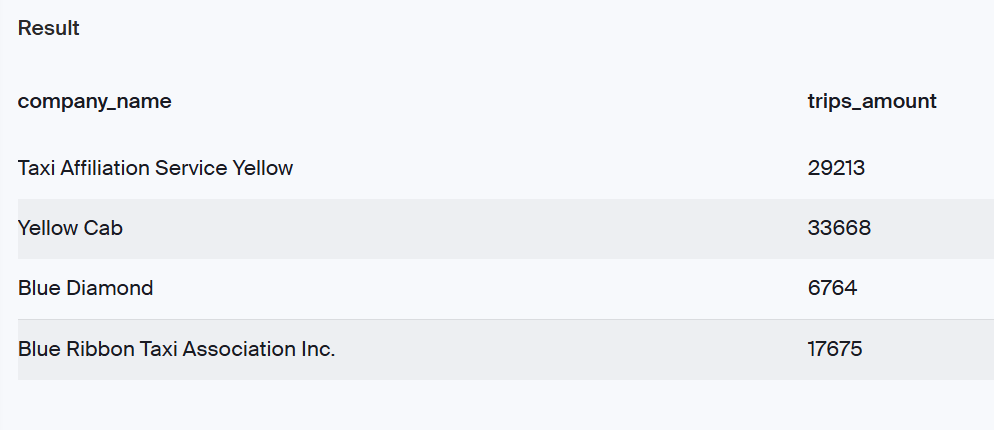 Result
company_name trips_amount
Taxi Affiliation Service Yellow 29213
Yellow Cab 33668
Blue Diamond 6764
Blue Ribbon Taxi Association Inc. 17675